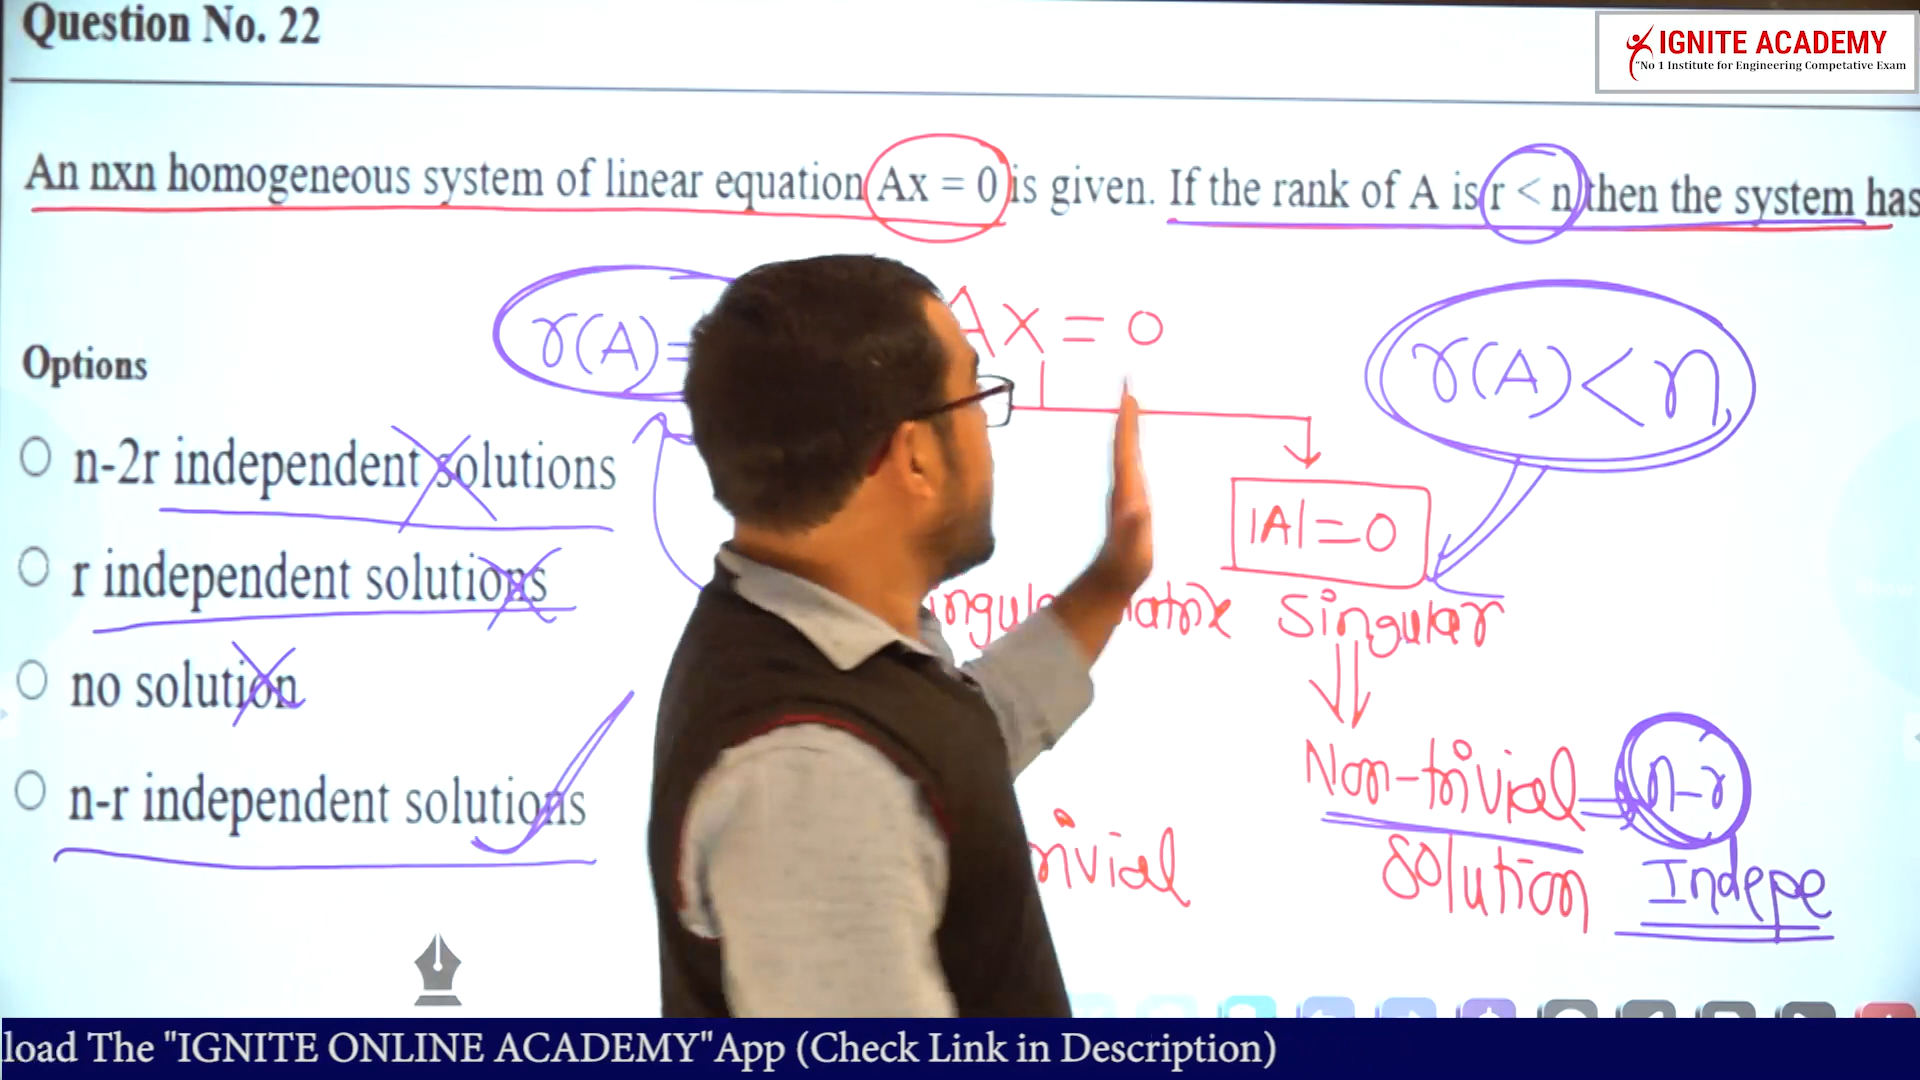 Question No. 22
IGNITE ACADEMY
"No 1 Institute for Engineering Competative Exam
An nxn homogeneous system of linear equation Ax = 0 is given. If the rank of A is r < n then the system has
r(A)=
Ax = 0
r(A) < n
Options
n-2r independent solutions
|A| = 0
r independent solutions
Singular
no solution
Non-trivial = n-r
n-r independent solutions
rivial
solution
Indepe
load The "IGNITE ONLINE ACADEMY"App (Check Link in Description)